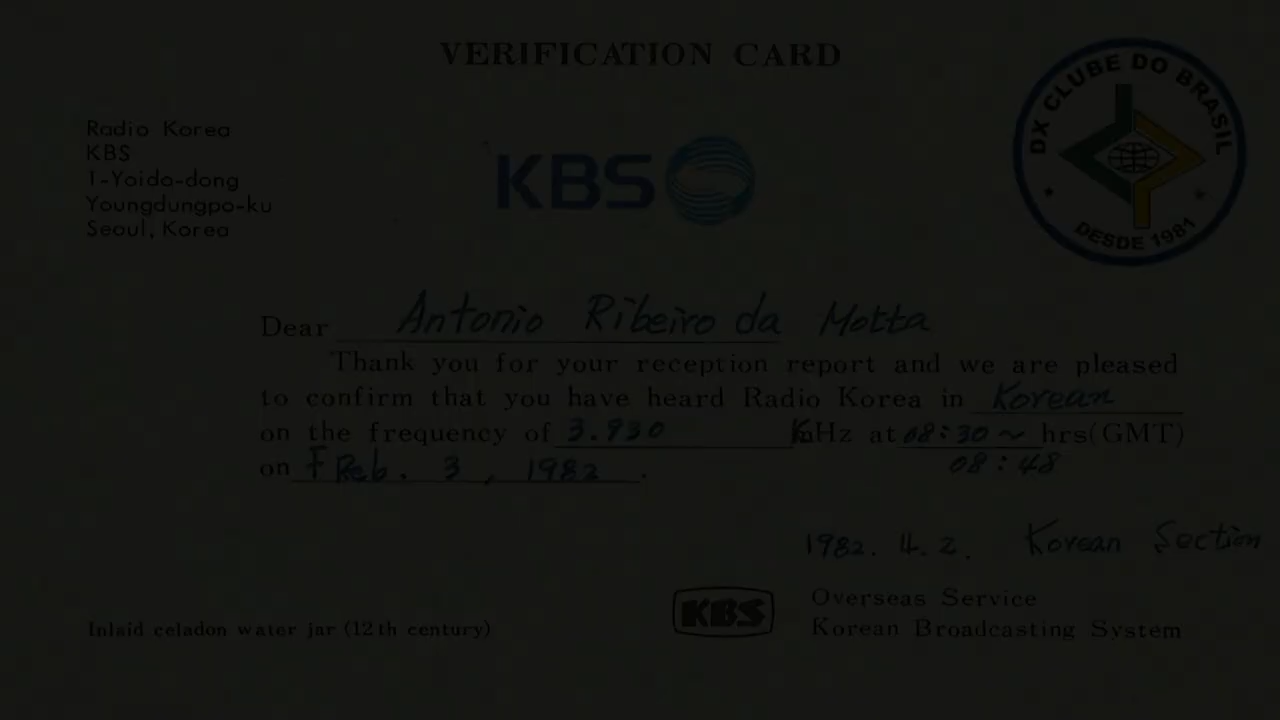 VERIFICATION CARD
DX CLUBE DO BRASIL
DESDE 1981
Radio Korea
KBS
1-Yoido-dong
Youngdungpo-ku
Seoul, Korea
KBS
Dear Antonio Ribeiro da Motta
Thank you for your reception report and we are pleased
to confirm that you have heard Radio Korea in Korean
on the frequency of 3.930 KHz at 08:30~ hrs(GMT)
08:48
on Feb. 3, 1982.
1982. 4. 2. Korean Section
KBS
Overseas Service
Korean Broadcasting System
Inlaid celadon water jar (12th century)